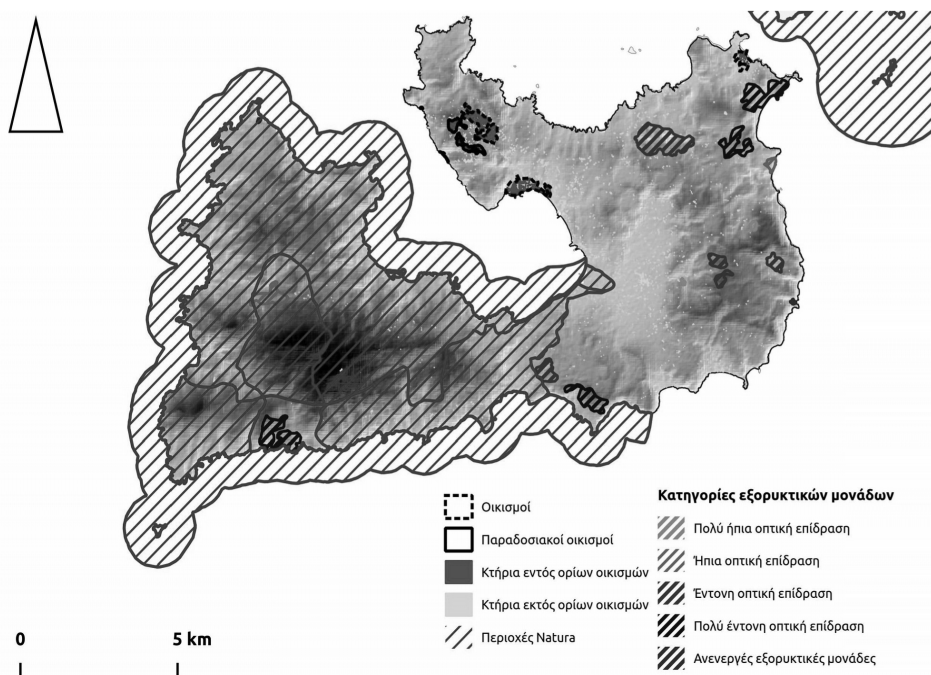 Οικισμοί
Παραδοσιακοί οικισμοί
Κτήρια εντός ορίων οικισμών
Κτήρια εκτός ορίων οικισμών
Περιοχές Natura
Κατηγορίες εξορυκτικών μονάδων
Πολύ ήπια οπτική επίδραση
Ήπια οπτική επίδραση
Έντονη οπτική επίδραση
Πολύ έντονη οπτική επίδραση
Ανενεργές εξορυκτικές μονάδες
0 5 km